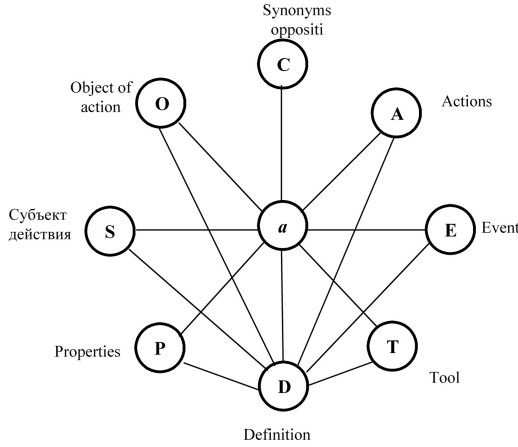 Synonyms
oppositi
C
Object of
action
O
A
Actions
Субъект
действия
S
a
E
Event
Properties
P
D
T
Tool
Definition